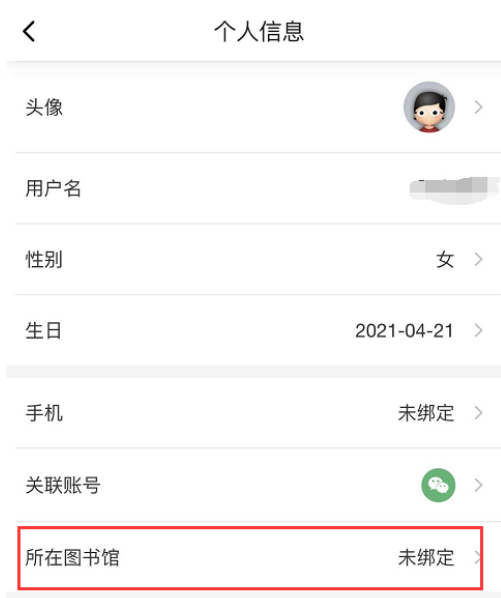 个人信息
头像
用户名
性别 女
生日 2021-04-21
手机 未绑定
关联账号
所在图书馆 未绑定